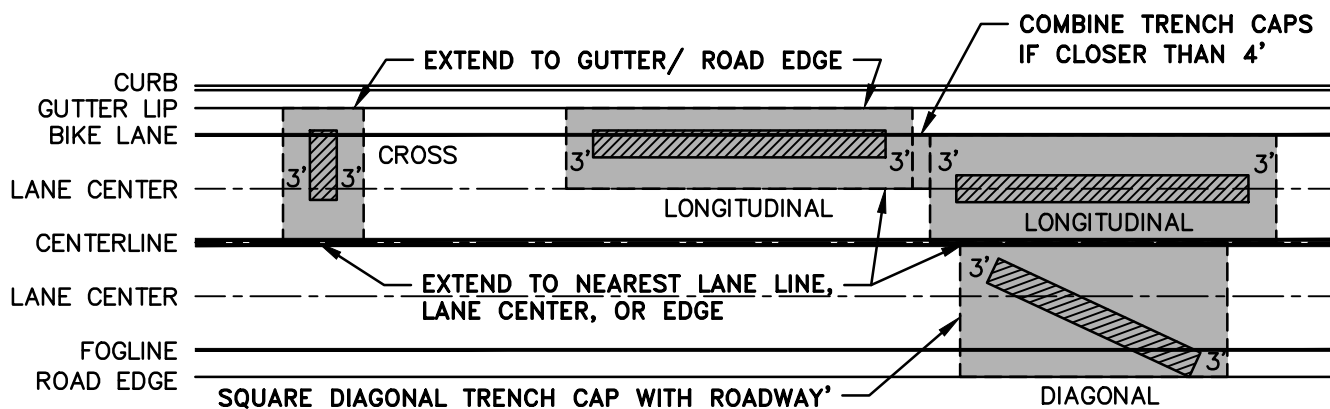 COMBINE TRENCH CAPS
IF CLOSER THAN 4'
EXTEND TO GUTTER/ ROAD EDGE
CURB
GUTTER LIP
BIKE LANE
CROSS
3' 3'
3' 3'
3' 3'
LANE CENTER
LONGITUDINAL
LONGITUDINAL
CENTERLINE
EXTEND TO NEAREST LANE LINE,
LANE CENTER, OR EDGE
3'
LANE CENTER
FOGLINE
3'
ROAD EDGE
SQUARE DIAGONAL TRENCH CAP WITH ROADWAY'
DIAGONAL